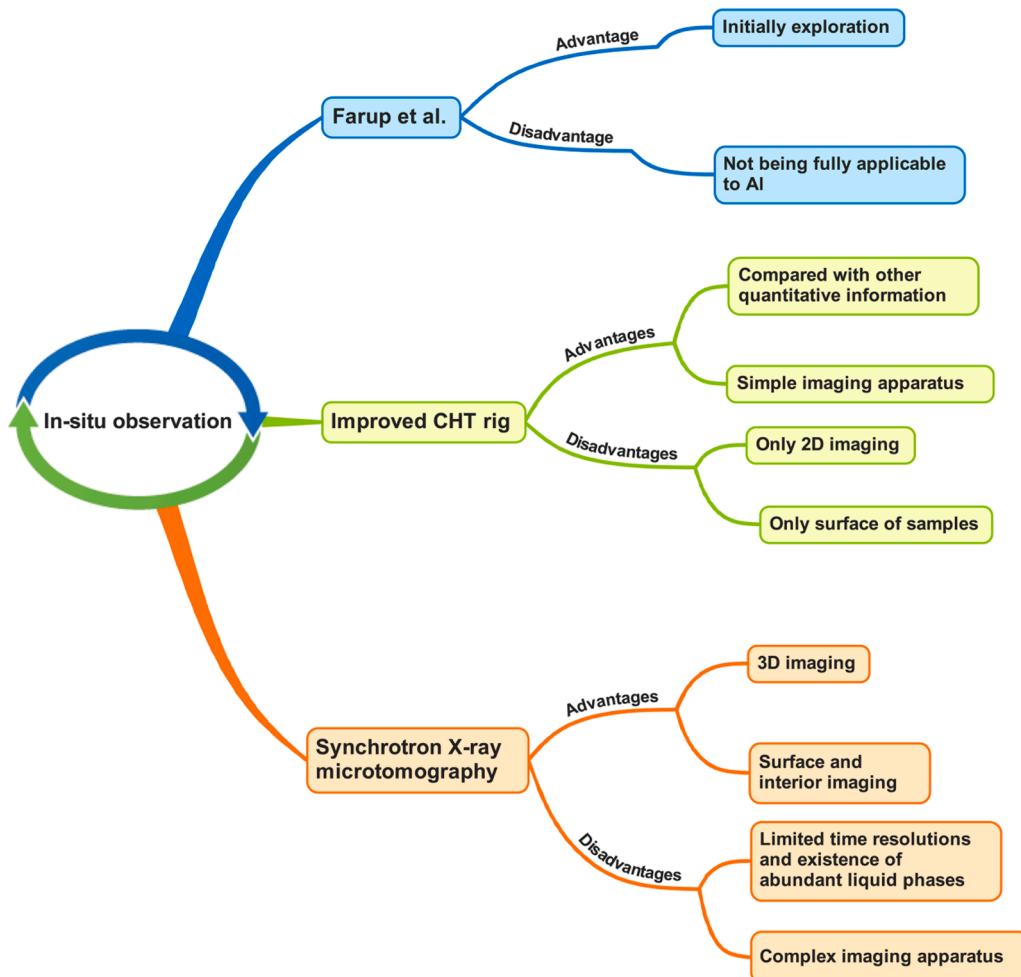 Advantage
Initially exploration
Farup et al.
Disadvantage
Not being fully applicable
to Al
In-situ observation
Compared with other
quantitative information
Advantages
Simple imaging apparatus
Improved CHT rig
Disadvantages
Only 2D imaging
Only surface of samples
3D imaging
Advantages
Synchrotron X-ray
microtomography
Surface and
interior imaging
Disadvantages
Limited time resolutions
and existence of
abundant liquid phases
Complex imaging apparatus